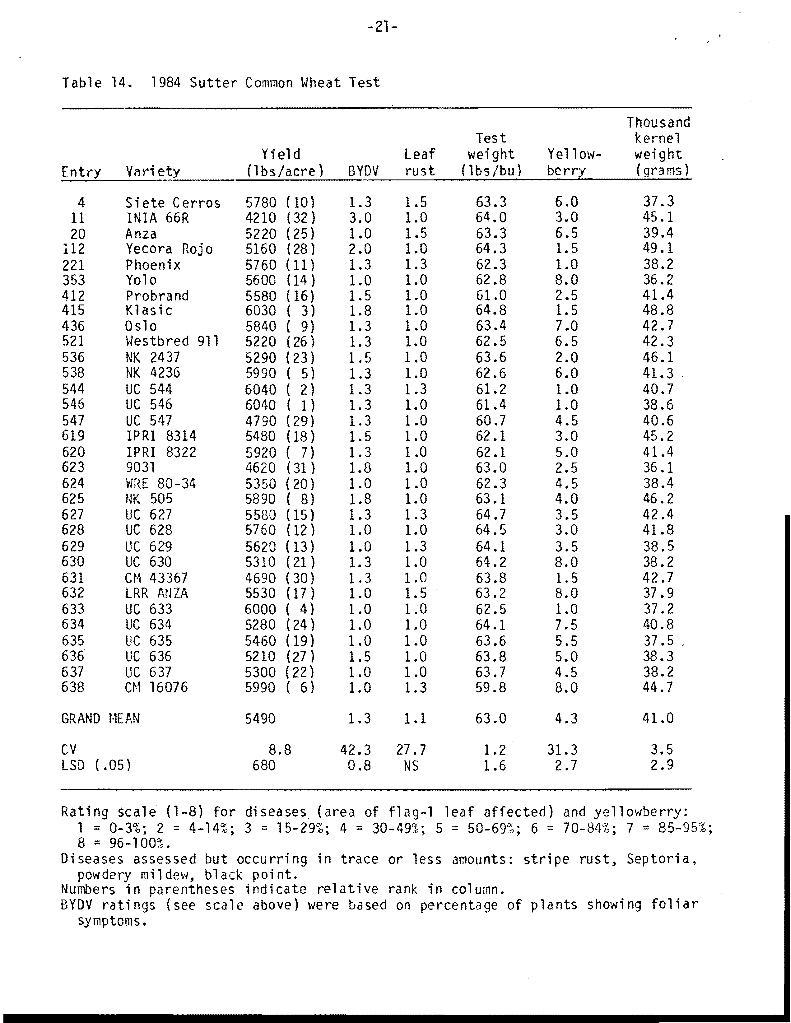 -21-
Table 14. 1984 Sutter Common Wheat Test
Thousand
Test kernel
Yield Leaf weight Yellow- weight
Entry Variety (lbs/acre) BYDV rust (lbs/bu) berry (grams)
4 Siete Cerros 5780 (10) 1.3 1.5 63.3 6.0 37.3
11 INIA 66R 4210 (32) 3.0 1.0 64.0 3.0 45.1
20 Anza 5220 (25) 1.0 1.5 63.3 6.5 39.4
112 Yecora Rojo 5160 (28) 2.0 1.0 64.3 1.5 49.1
221 Phoenix 5760 (11) 1.3 1.3 62.3 1.0 38.2
353 Yolo 5600 (14) 1.0 1.0 62.8 8.0 36.2
412 Probrand 5580 (16) 1.5 1.0 61.0 2.5 41.4
415 Klasic 6030 ( 3) 1.8 1.0 64.8 1.5 48.8
436 Oslo 5840 ( 9) 1.3 1.0 63.4 7.0 42.7
521 Westbred 911 5220 (26) 1.3 1.0 62.5 6.5 42.3
536 NK 2437 5290 (23) 1.5 1.0 63.6 2.0 46.1
538 NK 4236 5990 ( 5) 1.3 1.0 62.6 6.0 41.3
544 UC 544 6040 ( 2) 1.3 1.3 61.2 1.0 40.7
546 UC 546 6040 ( 1) 1.3 1.0 61.4 1.0 38.6
547 UC 547 4790 (29) 1.3 1.0 60.7 4.5 40.6
619 IPRI 8314 5480 (18) 1.5 1.0 62.1 3.0 45.2
620 IPRI 8322 5920 ( 7) 1.3 1.0 62.1 5.0 41.4
623 9031 4620 (31) 1.8 1.0 63.0 2.5 36.1
624 WRE 80-34 5350 (20) 1.0 1.0 62.3 4.5 38.4
625 NK 505 5890 ( 8) 1.8 1.0 63.1 4.0 46.2
627 UC 627 5580 (15) 1.3 1.3 64.7 3.5 42.4
628 UC 628 5760 (12) 1.0 1.0 64.5 3.0 41.8
629 UC 629 5620 (13) 1.0 1.3 64.1 3.5 38.5
630 UC 630 5310 (21) 1.3 1.0 64.2 8.0 38.2
631 CM 43367 4690 (30) 1.3 1.0 63.8 1.5 42.7
632 LRR ANZA 5530 (17) 1.0 1.5 63.2 8.0 37.9
633 UC 633 6000 ( 4) 1.0 1.0 62.5 1.0 37.2
634 UC 634 5280 (24) 1.0 1.0 64.1 7.5 40.8
635 UC 635 5460 (19) 1.0 1.0 63.6 5.5 37.5
636 UC 636 5210 (27) 1.5 1.0 63.8 5.0 38.3
637 UC 637 5300 (22) 1.0 1.0 63.7 4.5 38.2
638 CM 16076 5990 ( 6) 1.0 1.3 59.8 8.0 44.7
GRAND MEAN 5490 1.3 1.1 63.0 4.3 41.0
CV 8.8 42.3 27.7 1.2 31.3 3.5
LSD (.05) 680 0.8 NS 1.6 2.7 2.9
Rating scale (1-8) for diseases (area of flag-1 leaf affected) and yellowberry:
1 = 0-3%; 2 = 4-14%; 3 = 15-29%; 4 = 30-49%; 5 = 50-69%; 6 = 70-84%; 7 = 85-95%;
8 = 96-100%.
Diseases assessed but occurring in trace or less amounts: stripe rust, Septoria,
powdery mildew, black point.
Numbers in parentheses indicate relative rank in column.
BYDV ratings (see scale above) were based on percentage of plants showing foliar
symptoms.